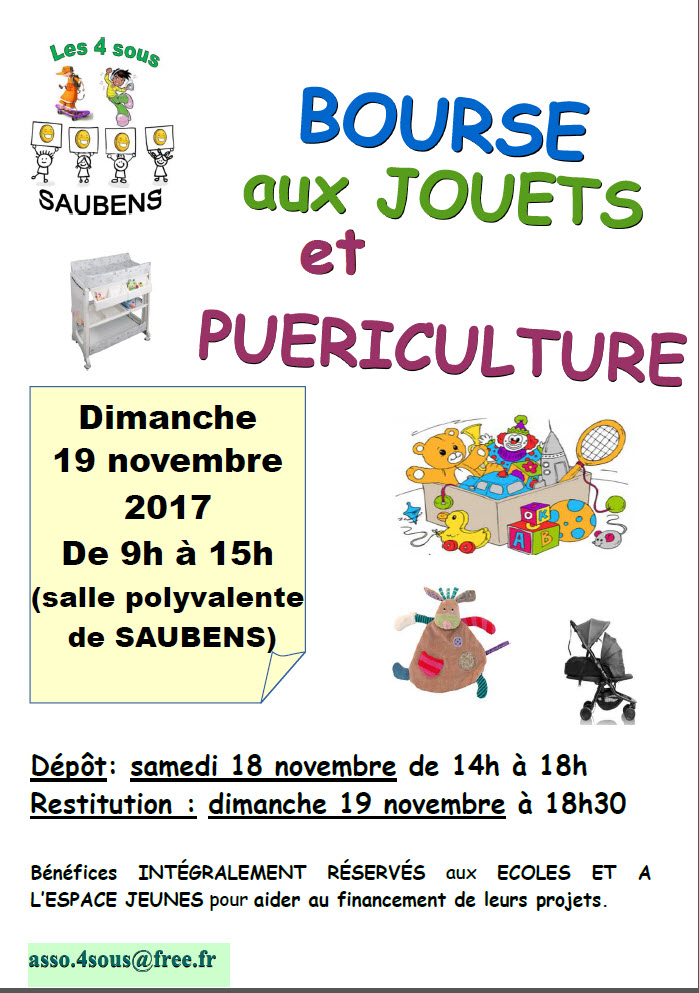 Les 4 sous
SAUBENS
BOURSE
aux JOUETS
et
PUERICULTURE
Dimanche
19 novembre
2017
De 9h à 15h
(salle polyvalente
de SAUBENS)
OK
A B
Dépôt: samedi 18 novembre de 14h à 18h
Restitution : dimanche 19 novembre à 18h30
Bénéfices INTÉGRALEMENT RÉSERVÉS aux ECOLES ET A
L'ESPACE JEUNES pour aider au financement de leurs projets.
asso.4sous@free.fr